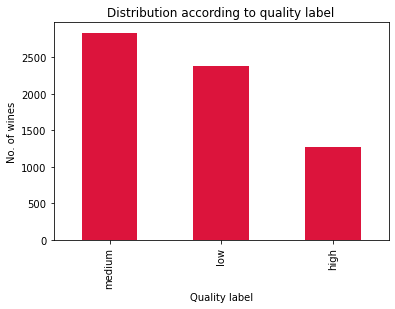 Distribution according to quality label
No. of wines
2500
2000
1500
1000
500
0
medium
low
high
Quality label